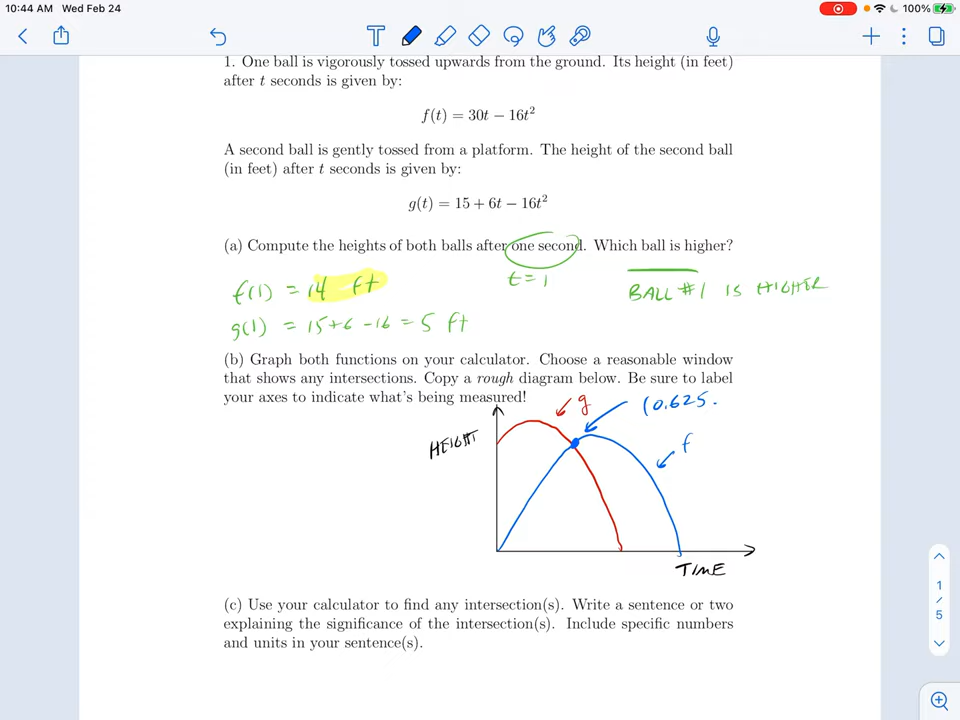 10:44 AM Wed Feb 24
100%
1. One ball is vigorously tossed upwards from the ground. Its height (in feet)
after t seconds is given by:
f(t) = 30t − 16t²
A second ball is gently tossed from a platform. The height of the second ball
(in feet) after t seconds is given by:
g(t) = 15 + 6t − 16t²
(a) Compute the heights of both balls after one second. Which ball is higher?
t = 1
f(1) = 14 ft
BALL #1 IS HIGHER
g(1) = 15+6 -16 = 5 ft
(b) Graph both functions on your calculator. Choose a reasonable window
that shows any intersections. Copy a rough diagram below. Be sure to label
your axes to indicate what's being measured!
g
(0.625.
HEIGHT
f
TIME
(c) Use your calculator to find any intersection(s). Write a sentence or two
explaining the significance of the intersection(s). Include specific numbers
and units in your sentence(s).
1
/
5